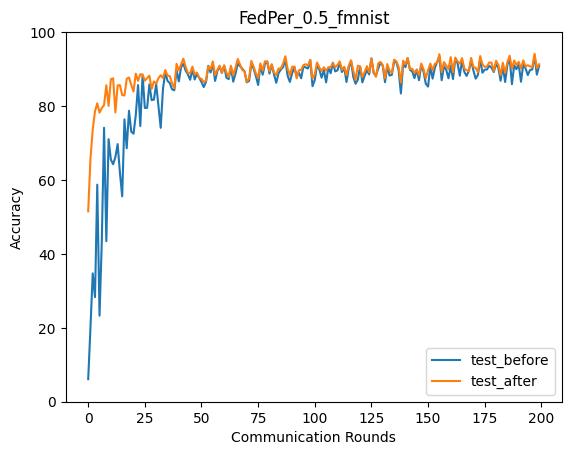 FedPer_0.5_fmnist
100
80
60
40
20
0
Accuracy
0 25 50 75 100 125 150 175 200
Communication Rounds
test_before
test_after